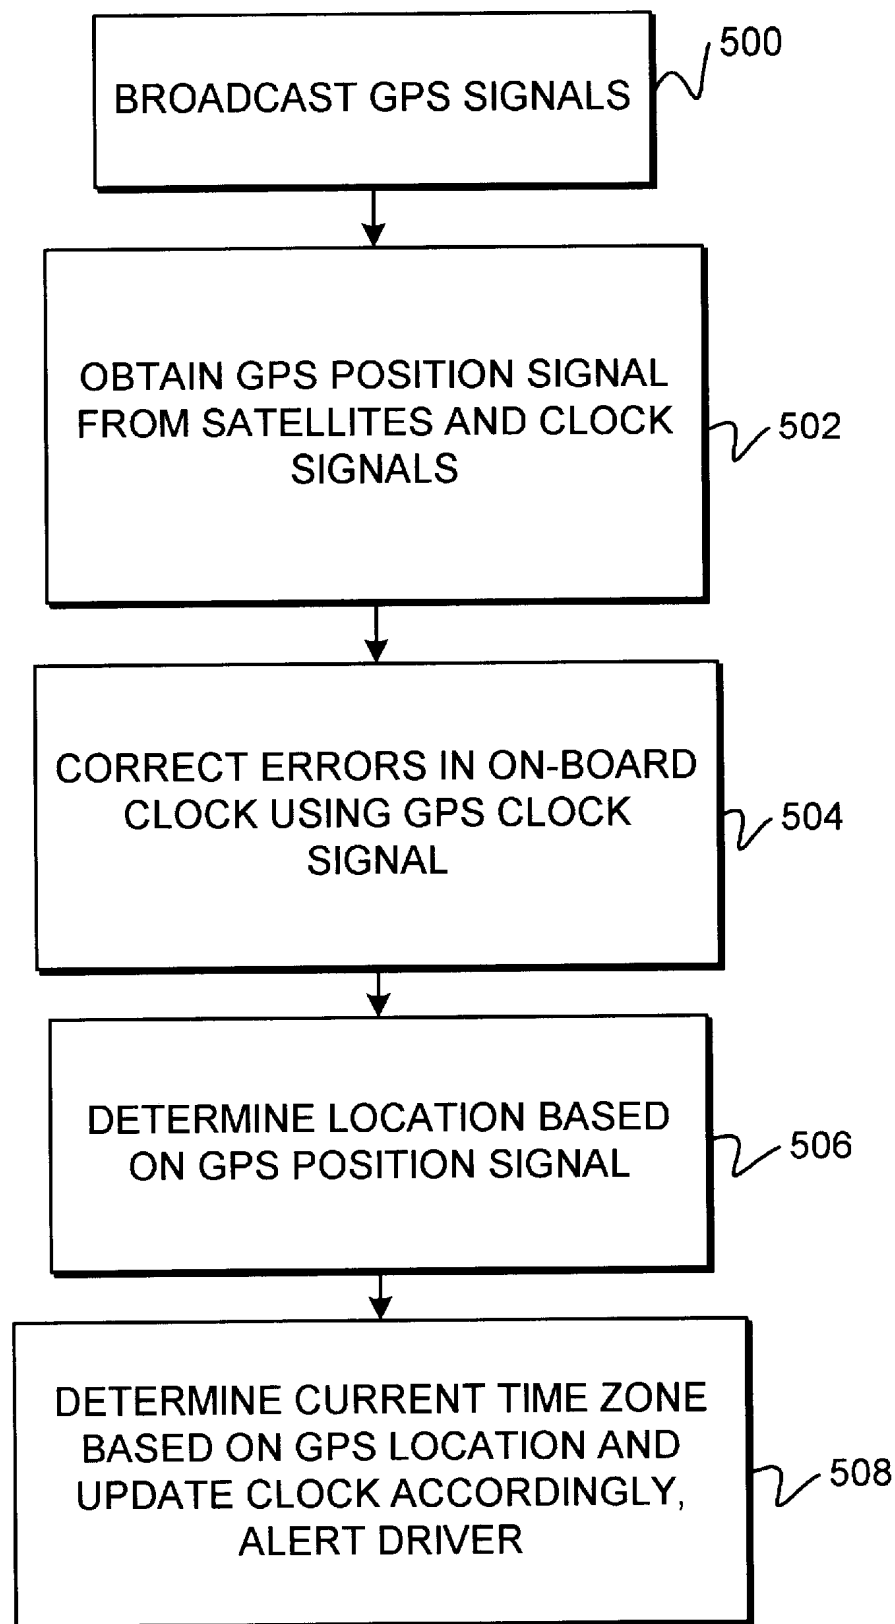 BROADCAST GPS SIGNALS
500
OBTAIN GPS POSITION SIGNAL
FROM SATELLITES AND CLOCK
SIGNALS
502
CORRECT ERRORS IN ON-BOARD
CLOCK USING GPS CLOCK
SIGNAL
504
DETERMINE LOCATION BASED
ON GPS POSITION SIGNAL
506
DETERMINE CURRENT TIME ZONE
BASED ON GPS LOCATION AND
UPDATE CLOCK ACCORDINGLY,
ALERT DRIVER
508